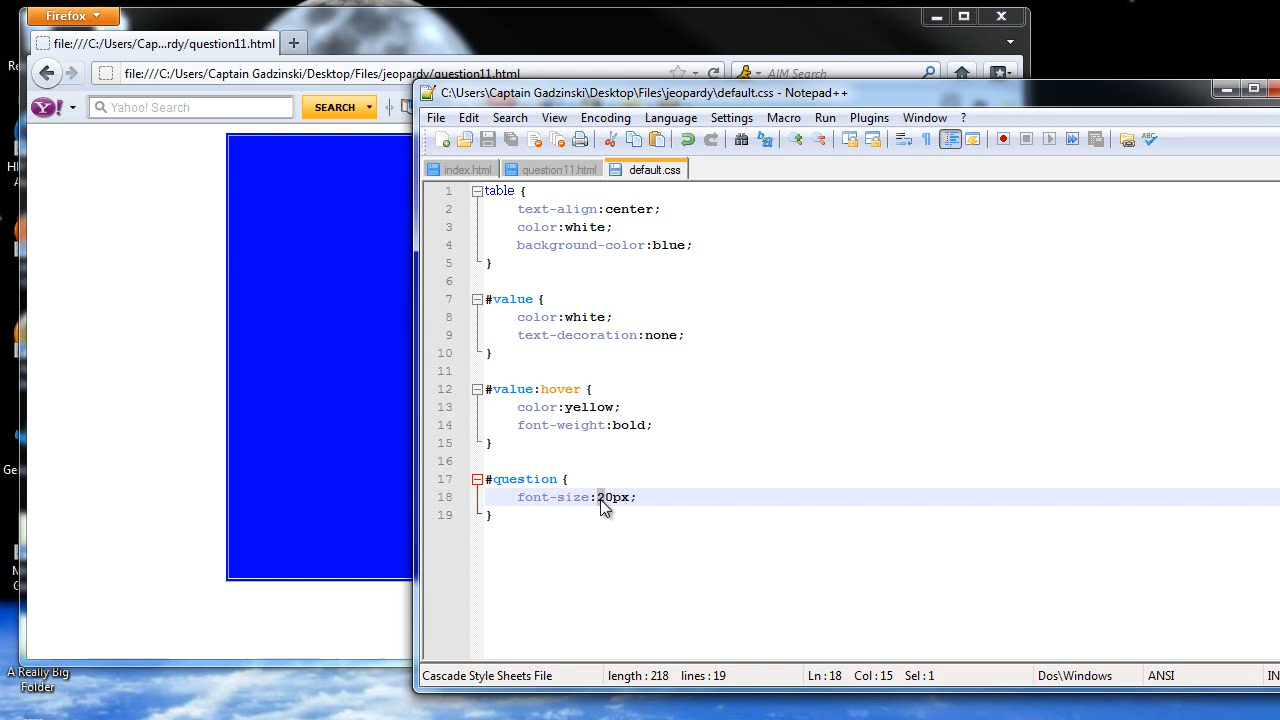 Firefox
file:///C:/Users/Cap...rdy/question11.html
file:///C:/Users/Captain Gadzinski/Desktop/Files/jeopardy/question11.html
AIM Search
Yahoo! Search
SEARCH
C:\Users\Captain Gadzinski\Desktop\Files\jeopardy\default.css - Notepad++
File Edit Search View Encoding Language Settings Macro Run Plugins Window ?
index.html question11.html default.css
1 table {
2 text-align:center;
3 color:white;
4 background-color:blue;
5 }
6
7 #value {
8 color:white;
9 text-decoration:none;
10 }
11
12 #value:hover {
13 color:yellow;
14 font-weight:bold;
15 }
16
17 #question {
18 font-size:20px;
19 }
Cascade Style Sheets File length : 218 lines : 19 Ln : 18 Col : 15 Sel : 1 Dos\Windows ANSI IN
A Really Big
Folder